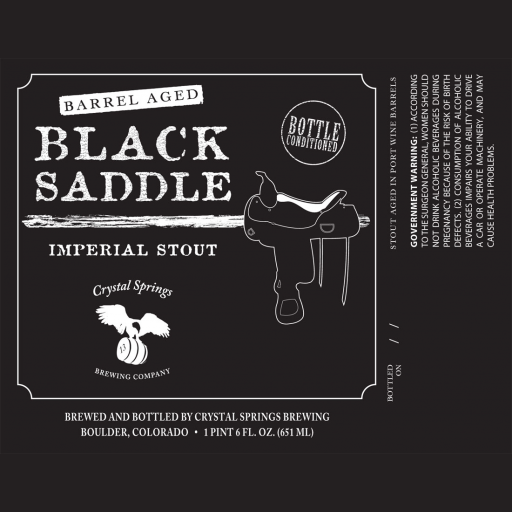 BARREL AGED
BLACK
SADDLE
IMPERIAL STOUT
BOTTLE
CONDITIONED
Crystal Springs
13
BREWING COMPANY
BREWED AND BOTTLED BY CRYSTAL SPRINGS BREWING
BOULDER, COLORADO • 1 PINT 6 FL. OZ. (651 ML)
STOUT AGED IN PORT WINE BARRELS
BOTTLED
ON
/ /
GOVERNMENT WARNING: (1) ACCORDING
TO THE SURGEON GENERAL, WOMEN SHOULD
NOT DRINK ALCOHOLIC BEVERAGES DURING
PREGNANCY BECAUSE OF THE RISK OF BIRTH
DEFECTS. (2) CONSUMPTION OF ALCOHOLIC
BEVERAGES IMPAIRS YOUR ABILITY TO DRIVE
A CAR OR OPERATE MACHINERY, AND MAY
CAUSE HEALTH PROBLEMS.